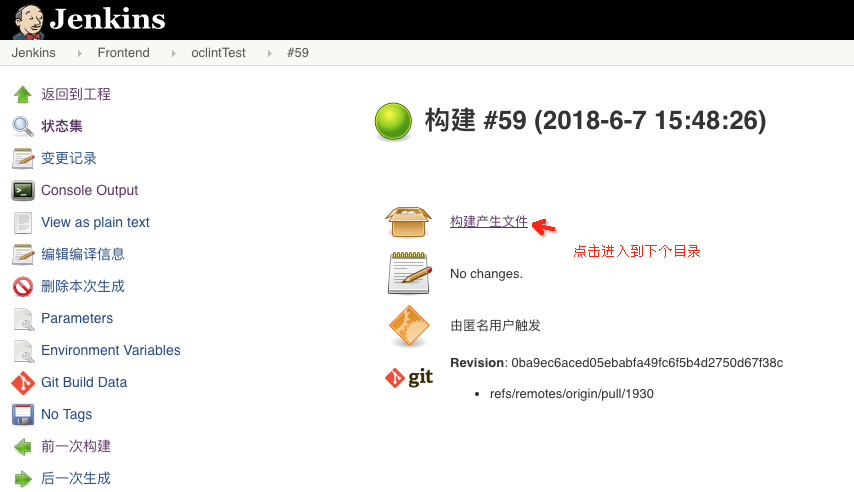 Jenkins
Jenkins Frontend oclintTest #59
返回到工程
状态集
变更记录
Console Output
View as plain text
编辑编译信息
删除本次生成
Parameters
Environment Variables
Git Build Data
No Tags
前一次构建
后一次生成
构建 #59 (2018-6-7 15:48:26)
构建产生文件
点击进入到下个目录
No changes.
由匿名用户触发
git
Revision: 0ba9ec6aced05ebabfa49fc6f5b4d2750d67f38c
refs/remotes/origin/pull/1930